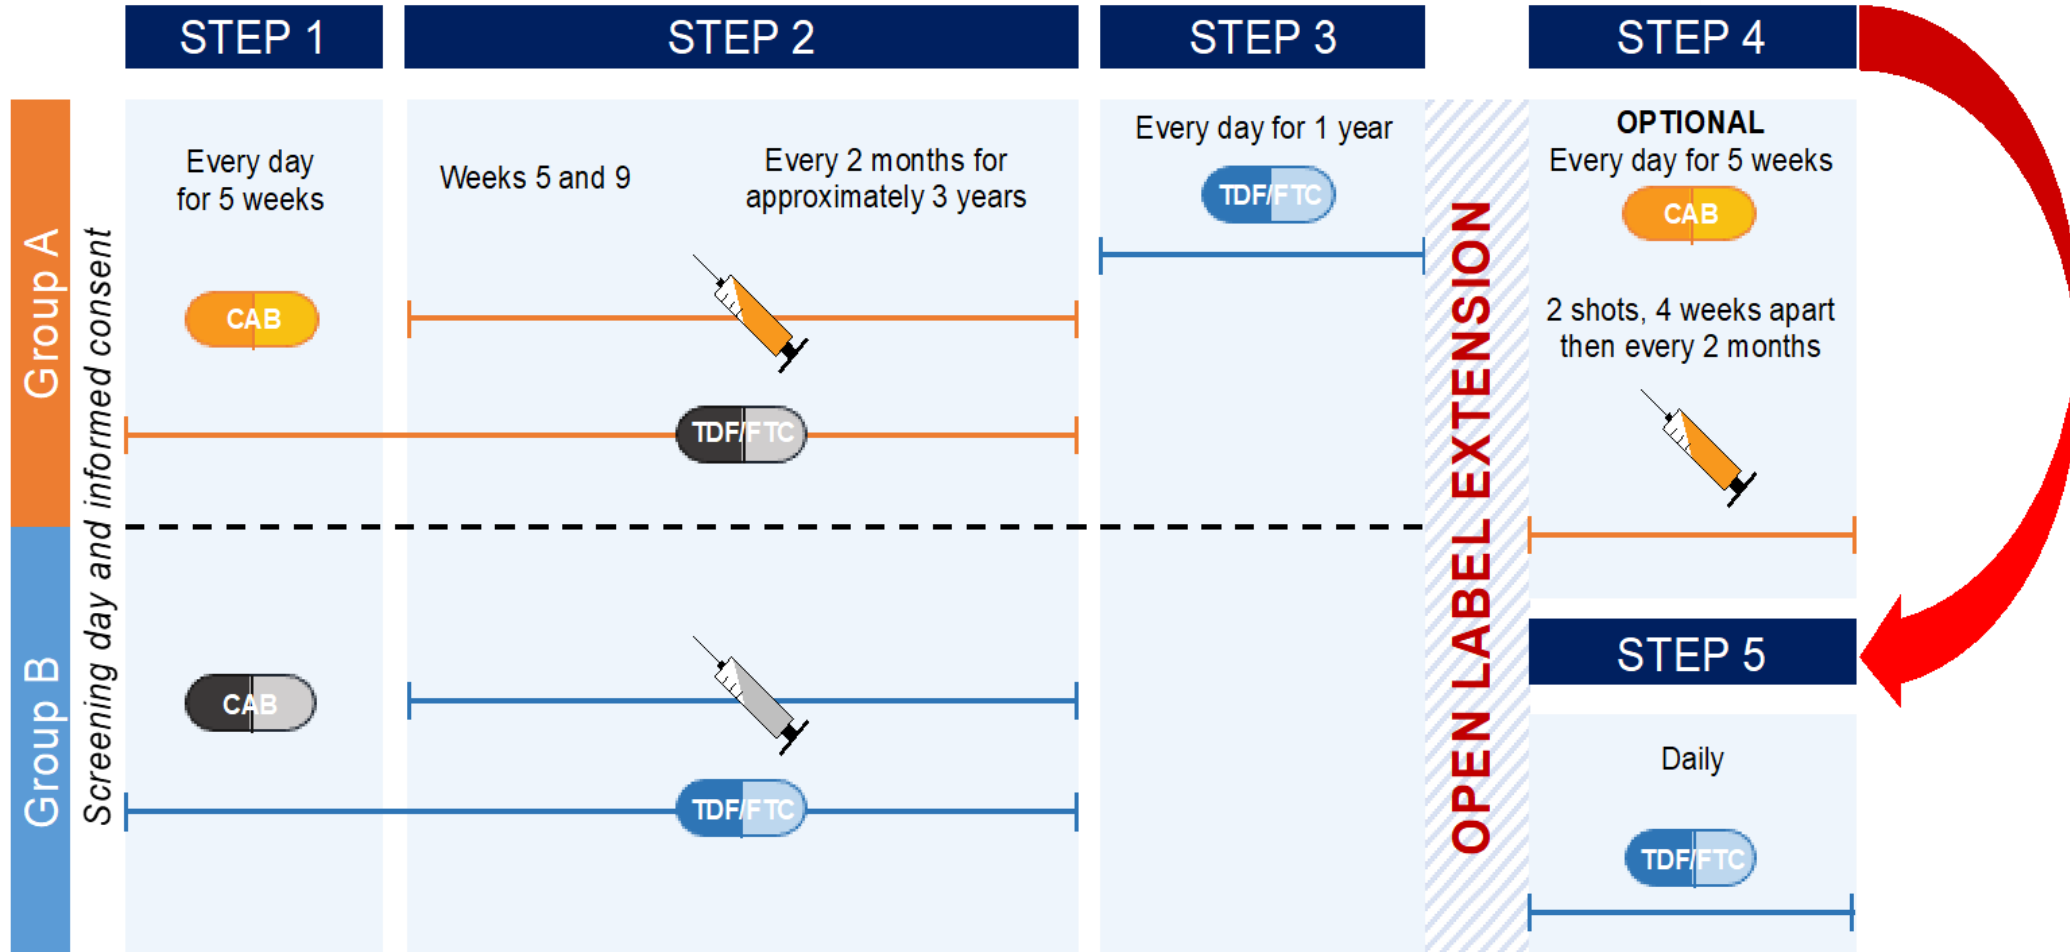 STEP 1
STEP 2
STEP 3
STEP 4
Group A
Group B
Screening day and informed consent
Every day
for 5 weeks
CAB
Weeks 5 and 9
Every 2 months for
approximately 3 years
TDF/FTC
CAB
TDF/FTC
Every day for 1 year
TDF/FTC
OPEN LABEL EXTENSION
OPTIONAL
Every day for 5 weeks
CAB
2 shots, 4 weeks apart
then every 2 months
STEP 5
Daily
TDF/FTC